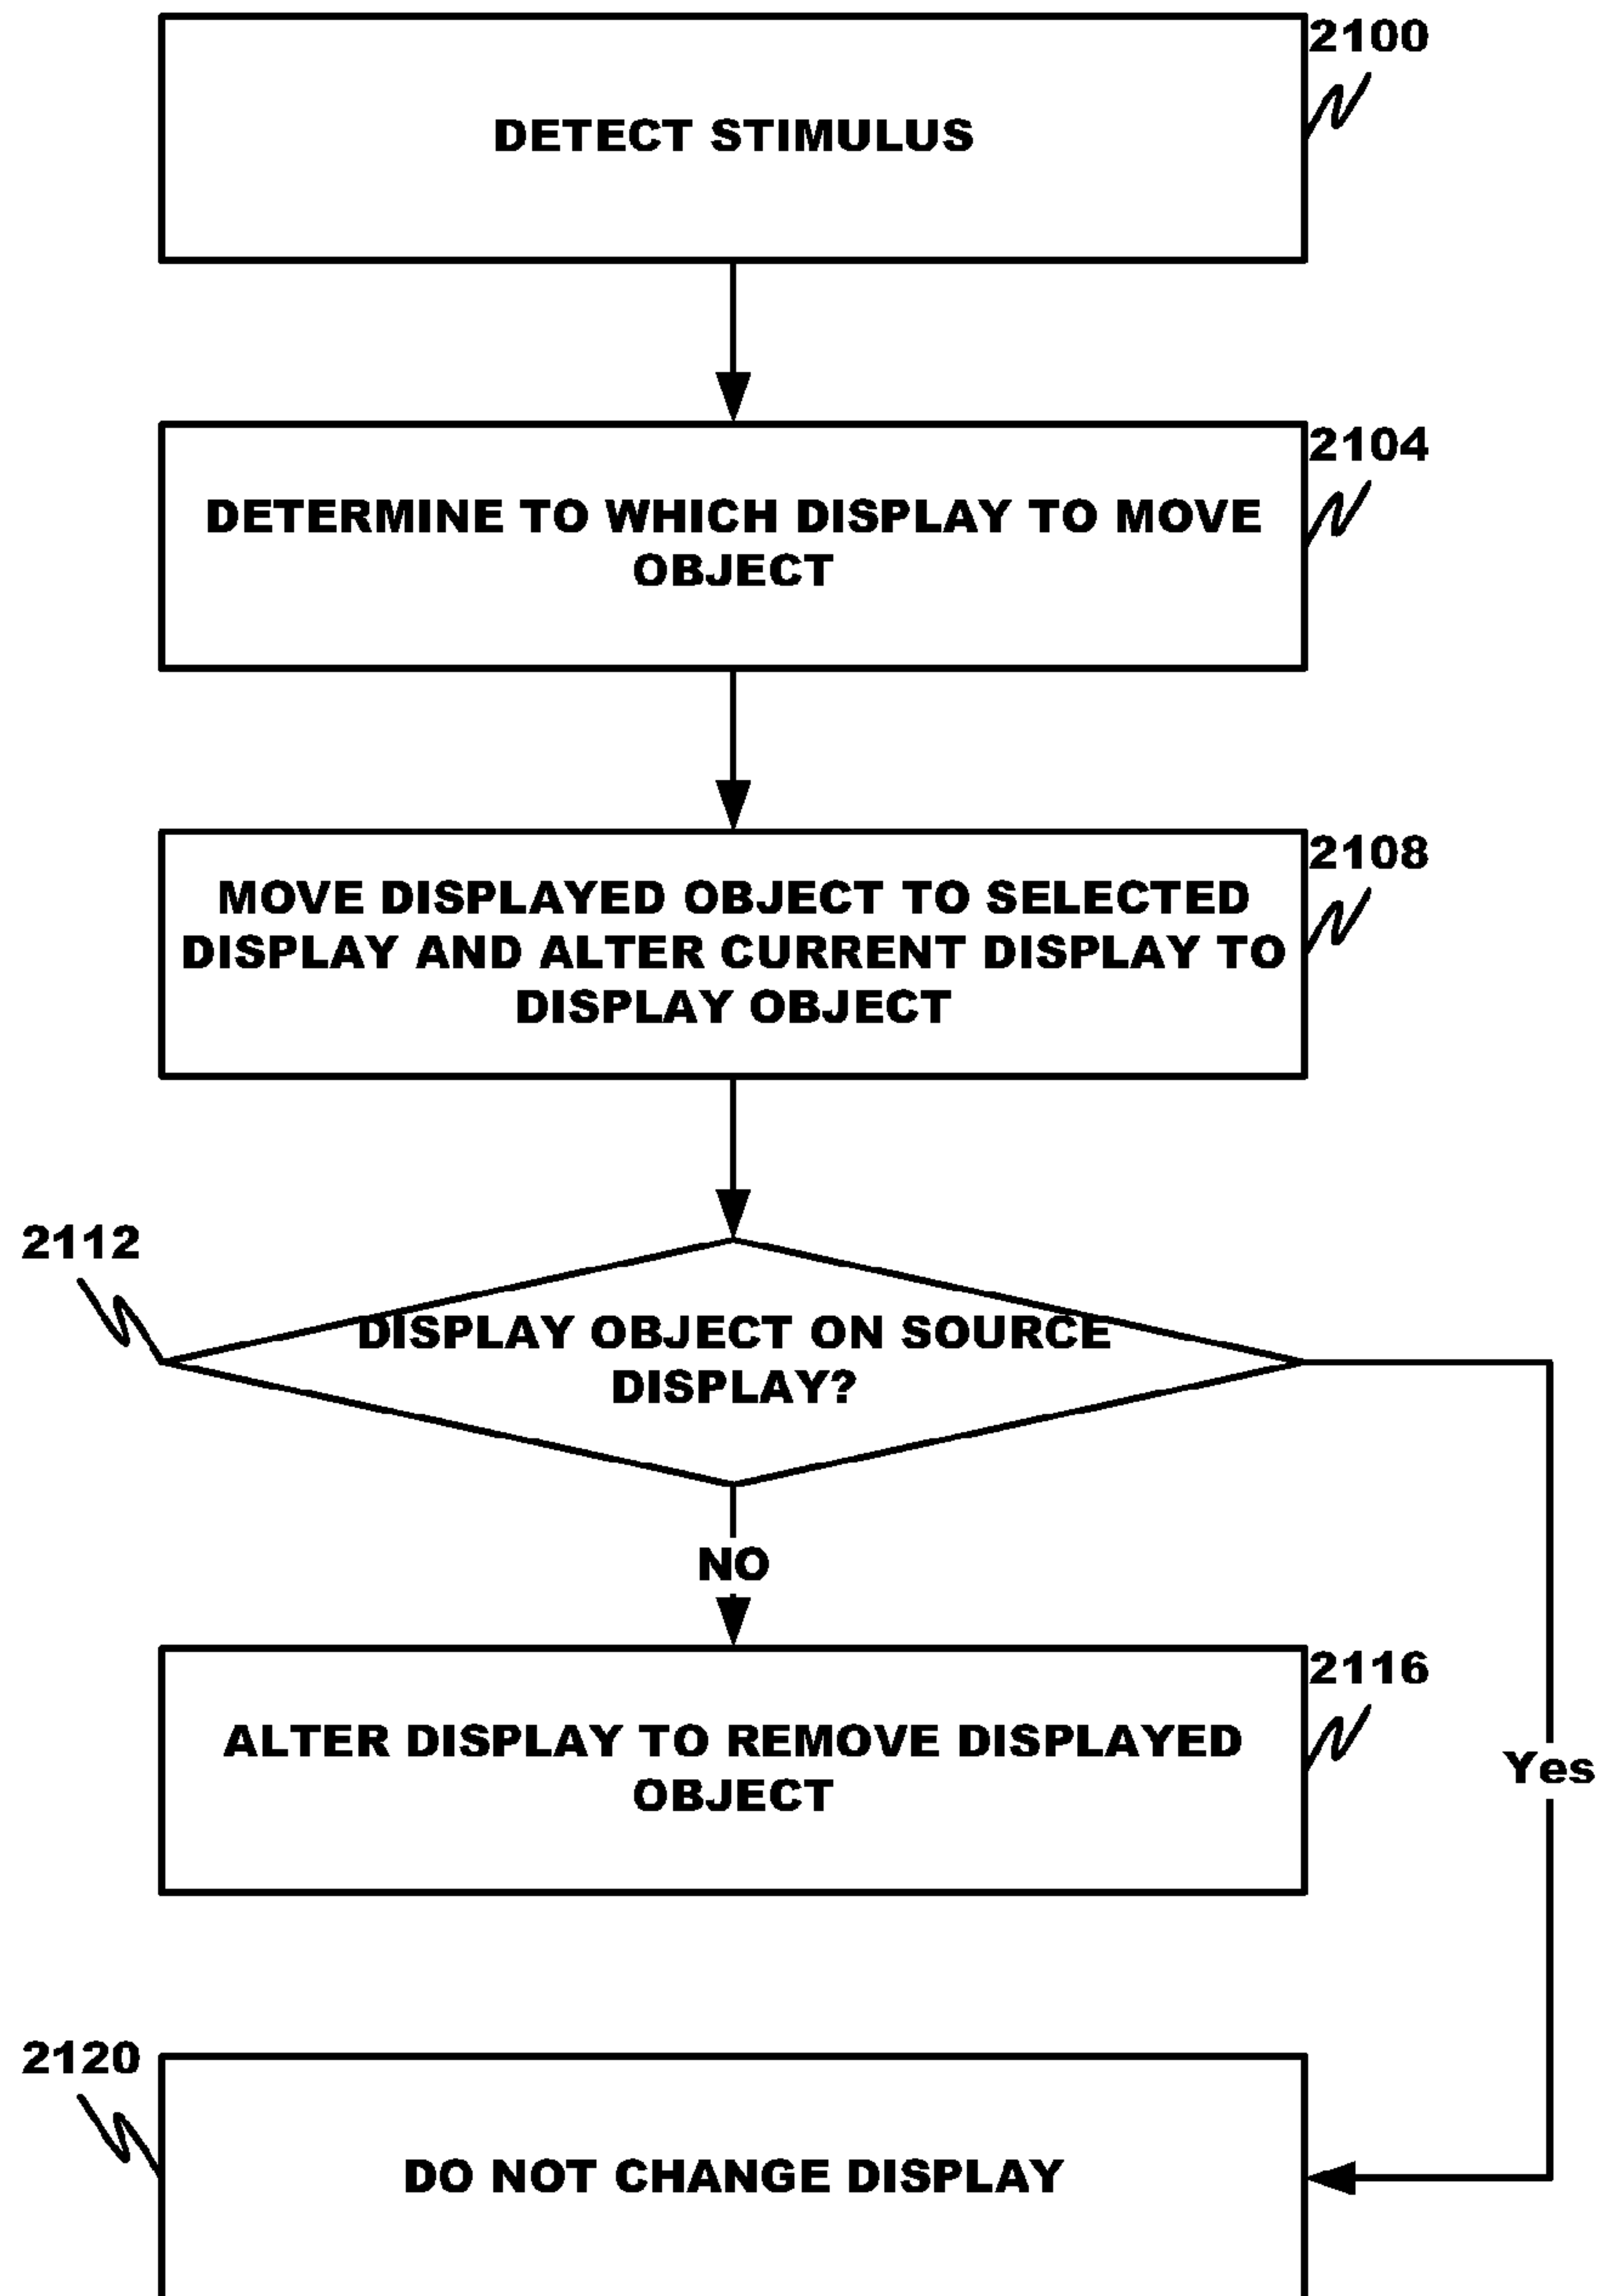 2100
DETECT STIMULUS
2104
DETERMINE TO WHICH DISPLAY TO MOVE
OBJECT
2108
MOVE DISPLAYED OBJECT TO SELECTED
DISPLAY AND ALTER CURRENT DISPLAY TO
DISPLAY OBJECT
2112
DISPLAY OBJECT ON SOURCE
DISPLAY?
NO
2116
ALTER DISPLAY TO REMOVE DISPLAYED
OBJECT
Yes
2120
DO NOT CHANGE DISPLAY